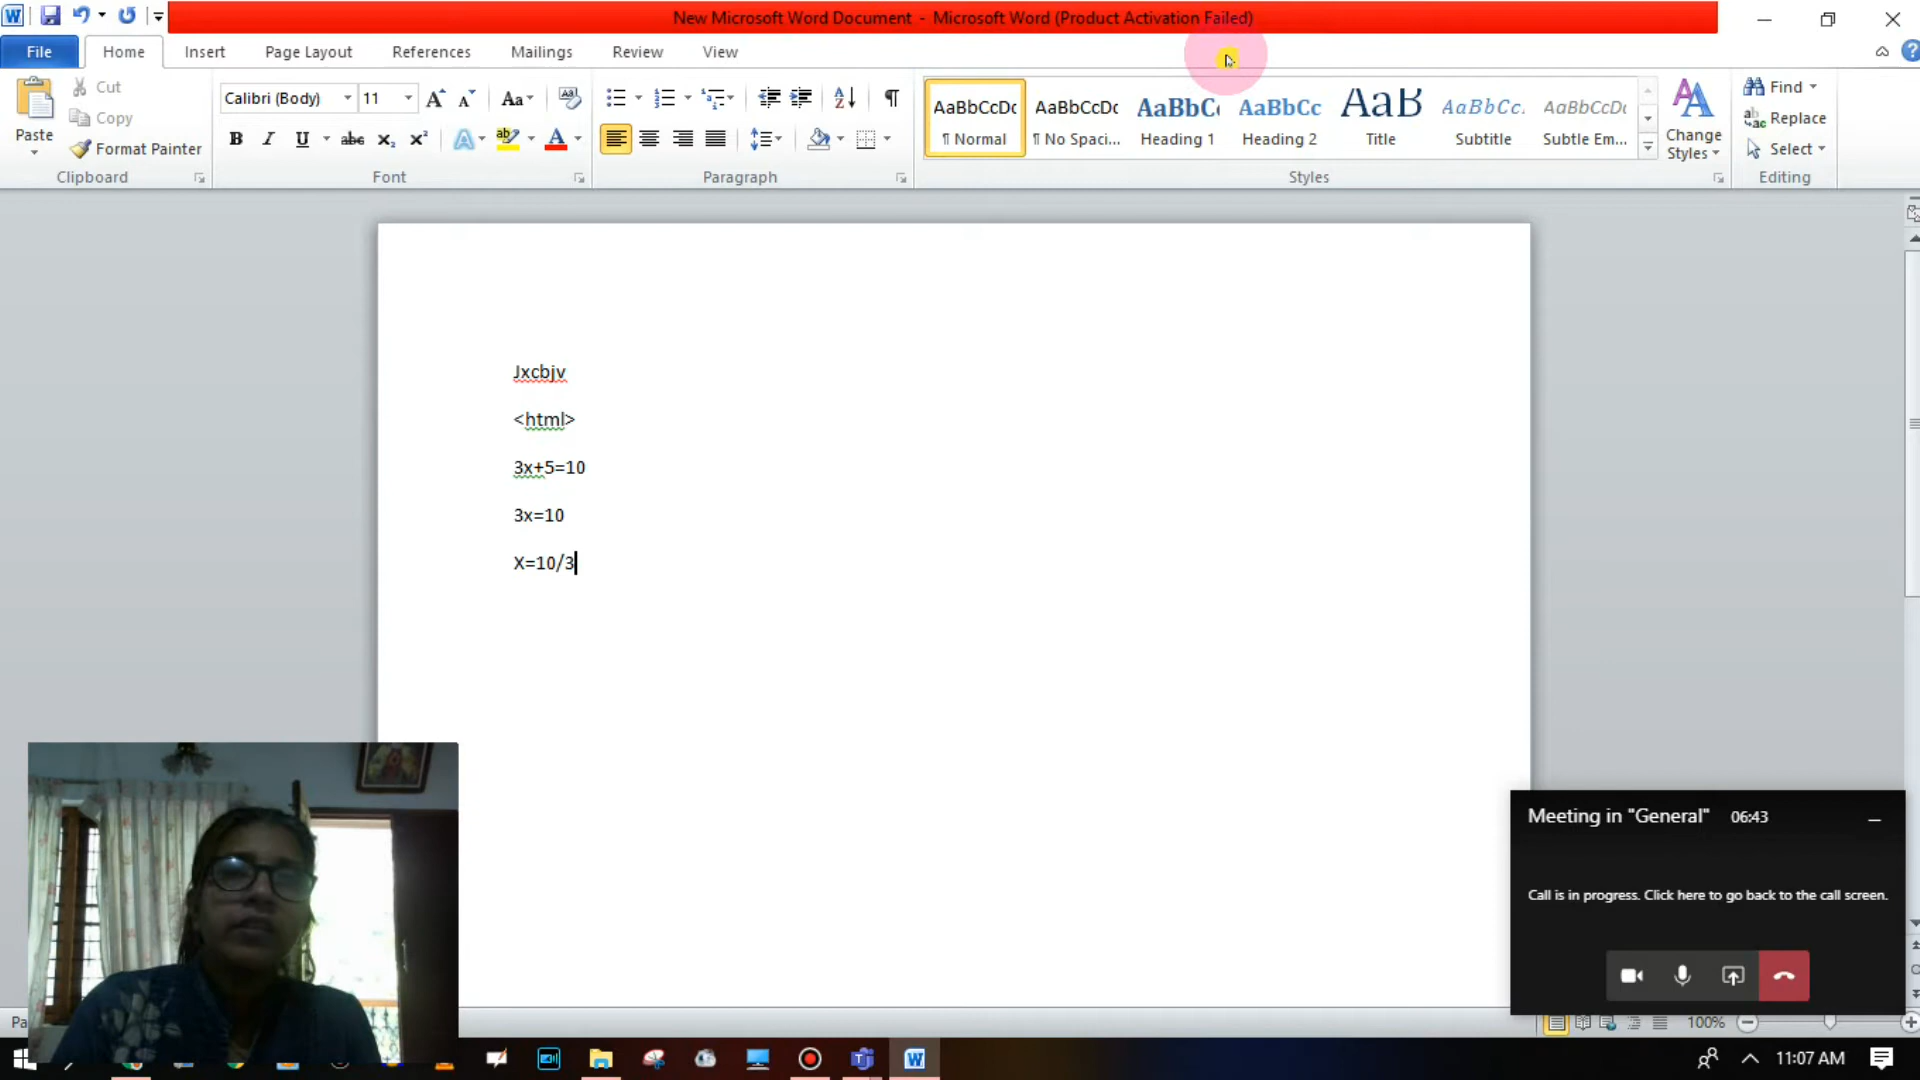 New Microsoft Word Document - Microsoft Word (Product Activation Failed)
File Home Insert Page Layout References Mailings Review View
Paste
Cut
Copy
Format Painter
Clipboard
Calibri (Body) 11
Font
Paragraph
AaBbCcDc AaBbCcDc AaBbC AaBbCc AaB AaBbCc. AaBbCcDc
¶ Normal ¶ No Spaci... Heading 1 Heading 2 Title Subtitle Subtle Em...
Change
Styles
Styles
Find
Replace
Select
Editing
Jxcbjv
<html>
3x+5=10
3x=10
X=10/3
Meeting in "General" 06:43
Call is in progress. Click here to go back to the call screen.
100%
11:07 AM